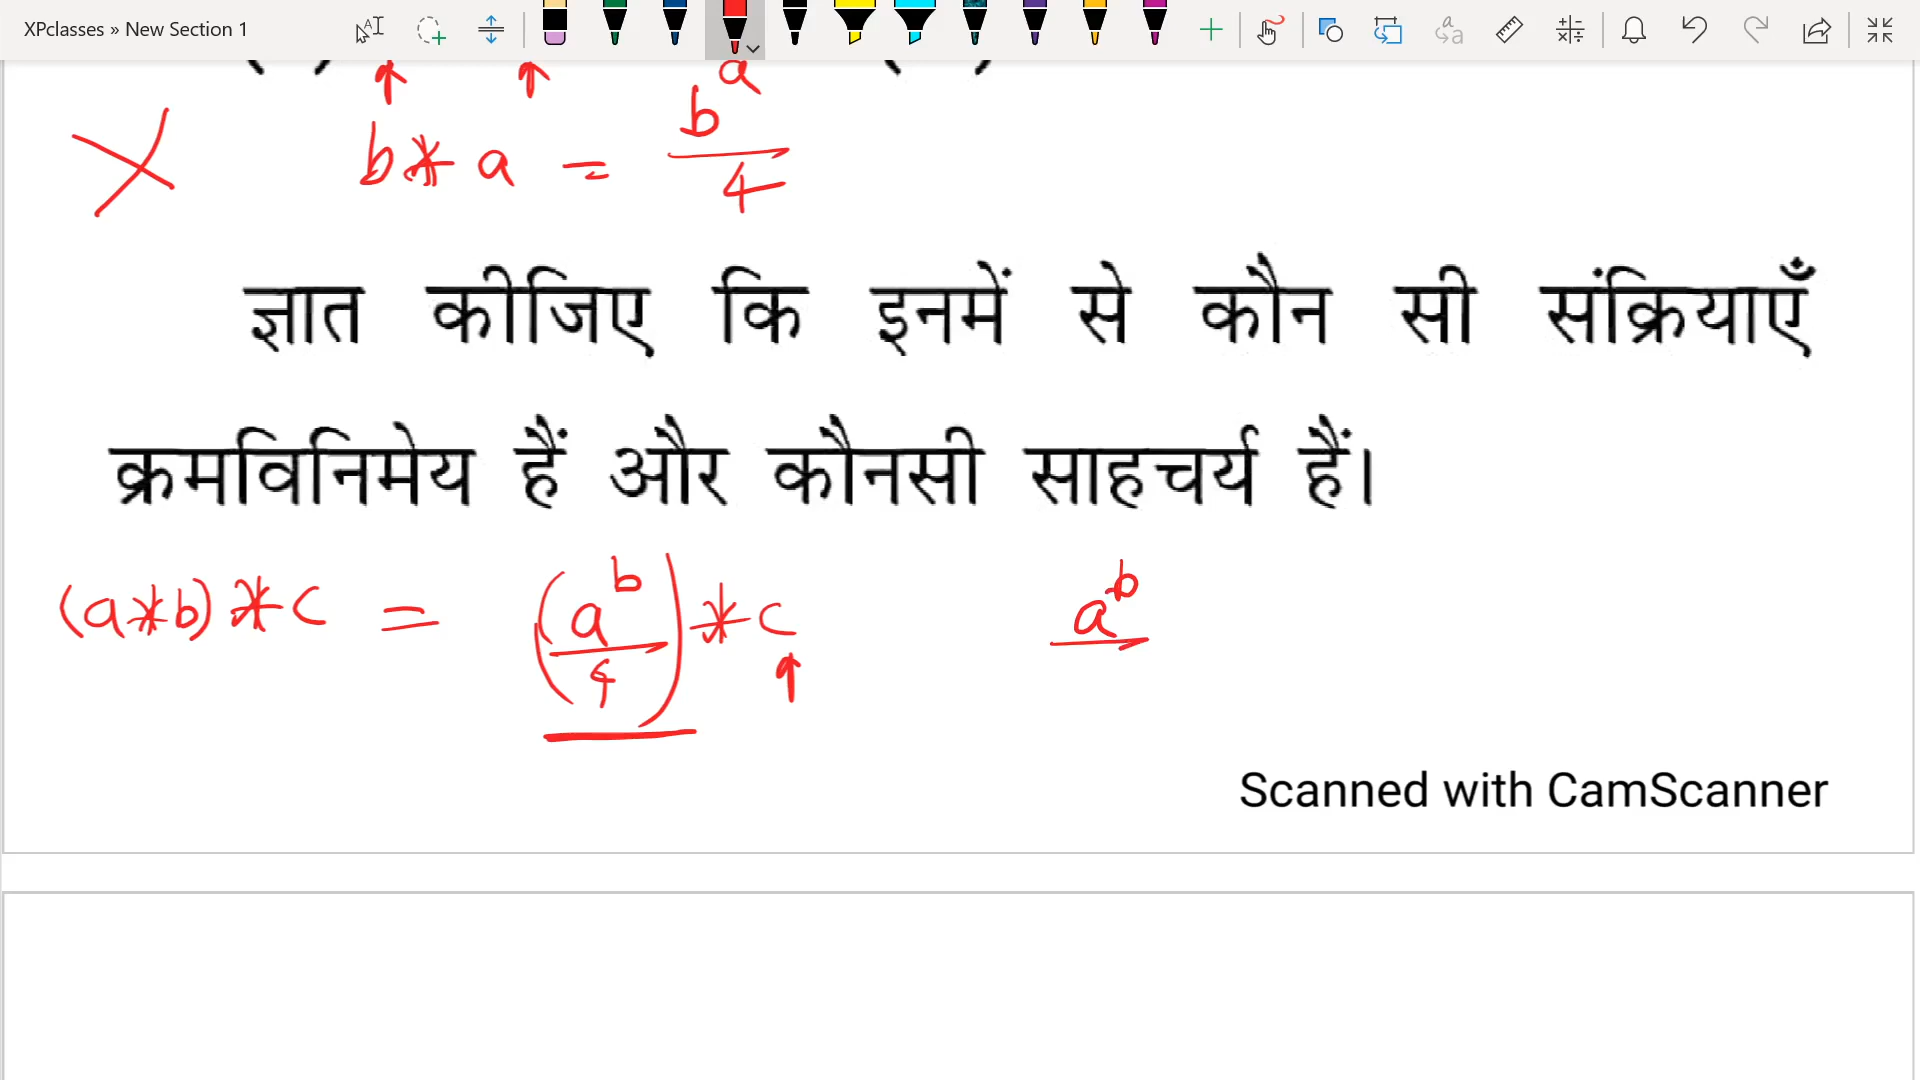 XPclasses » New Section 1
b*a = b^a/4
ज्ञात कीजिए कि इनमें से कौन सी संक्रियाएँ
क्रमविनिमेय हैं और कौनसी साहचर्य हैं।
(a*b)*c = (a^b/4)*c a^b
Scanned with CamScanner